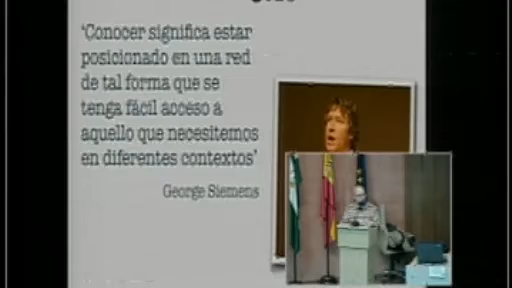 'Conocer significa estar
posicionado en una red
de tal forma que se
tenga fácil acceso a
aquello que necesitemos
en diferentes contextos'
George Siemens